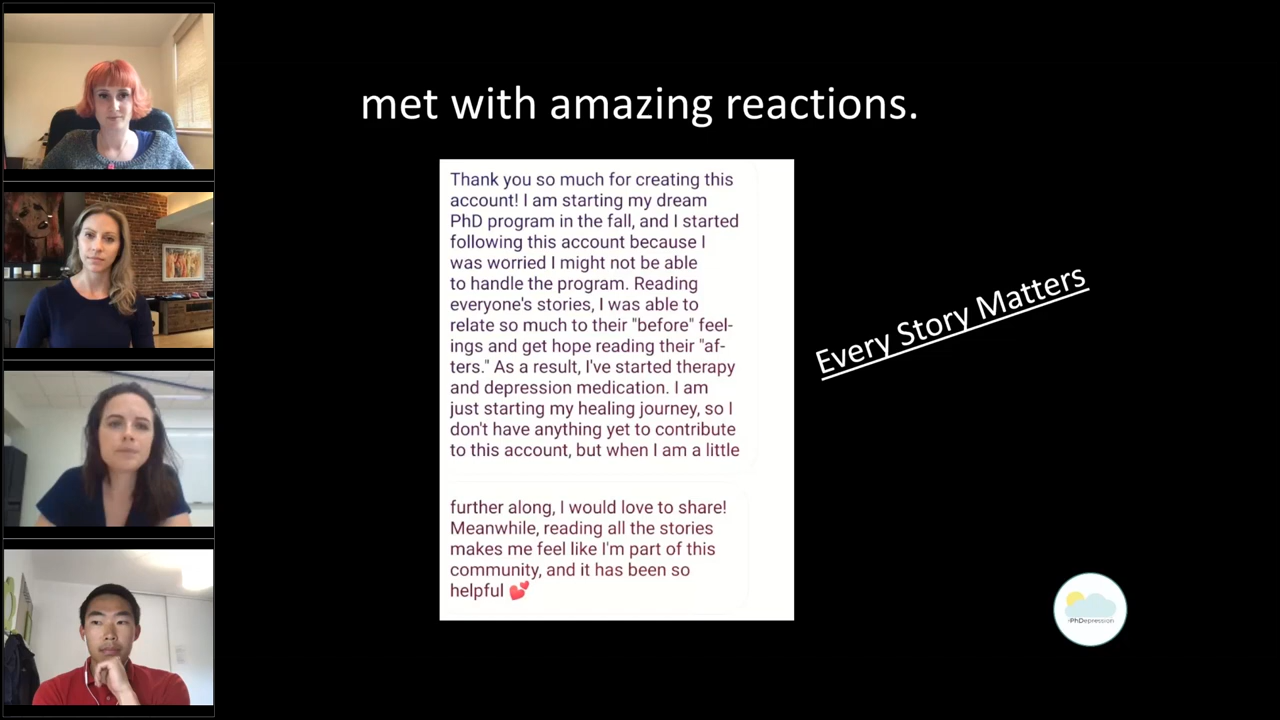 met with amazing reactions.
Thank you so much for creating this
account! I am starting my dream
PhD program in the fall, and I started
following this account because I
was worried I might not be able
to handle the program. Reading
everyone's stories, I was able to
relate so much to their "before" feel-
ings and get hope reading their "af-
ters." As a result, I've started therapy
and depression medication. I am
just starting my healing journey, so I
don't have anything yet to contribute
to this account, but when I am a little
further along, I would love to share!
Meanwhile, reading all the stories
makes me feel like I'm part of this
community, and it has been so
helpful 💕
Every Story Matters
PhDepression